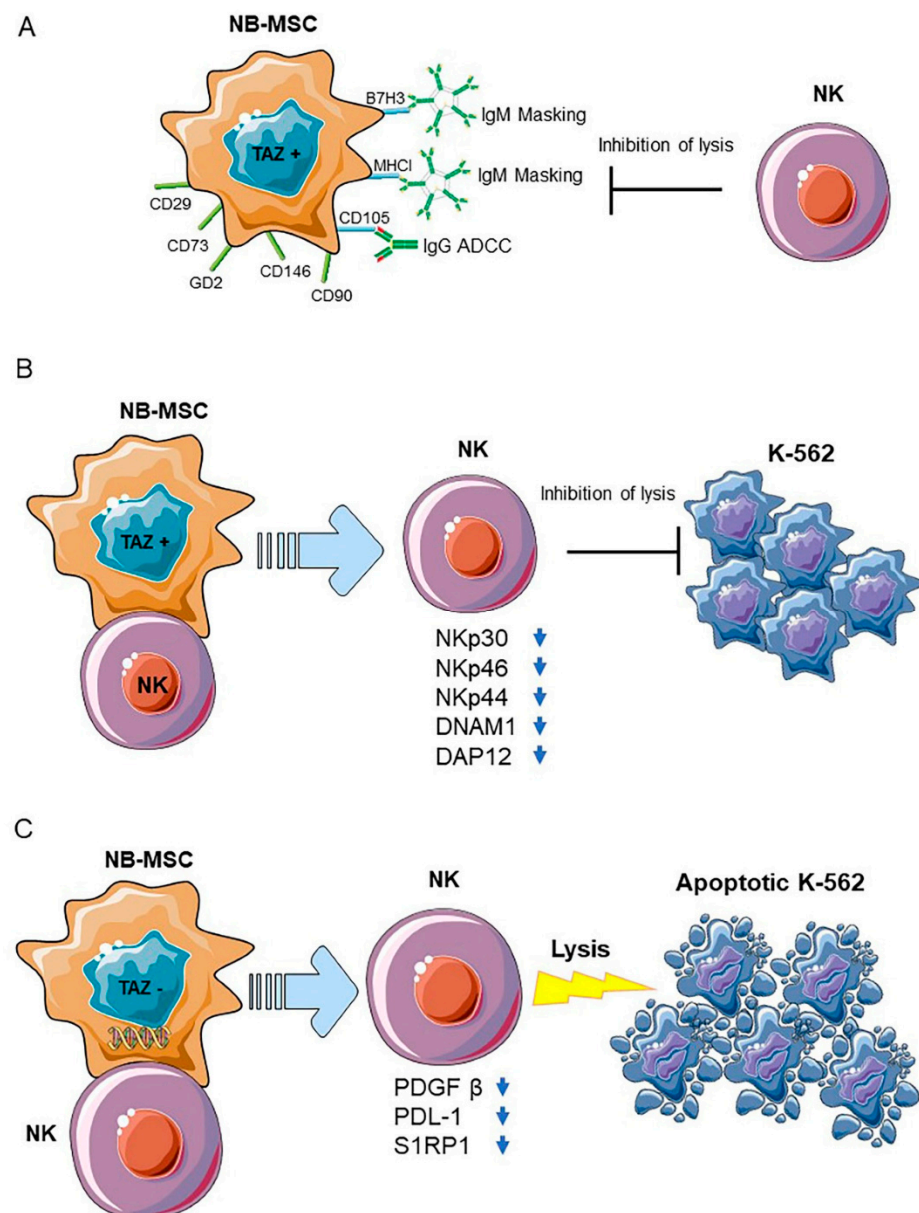 A
NB-MSC
B7H3
IgM Masking
NK
TAZ +
MHCI
IgM Masking
Inhibition of lysis
CD29
CD105
CD73
IgG ADCC
GD2
CD146
CD90
B
NB-MSC
NK
K-562
TAZ +
Inhibition of lysis
NK
NKp30
NKp46
NKp44
DNAM1
DAP12
C
NB-MSC
NK
Apoptotic K-562
TAZ -
Lysis
NK
PDGF β
PDL-1
S1RP1